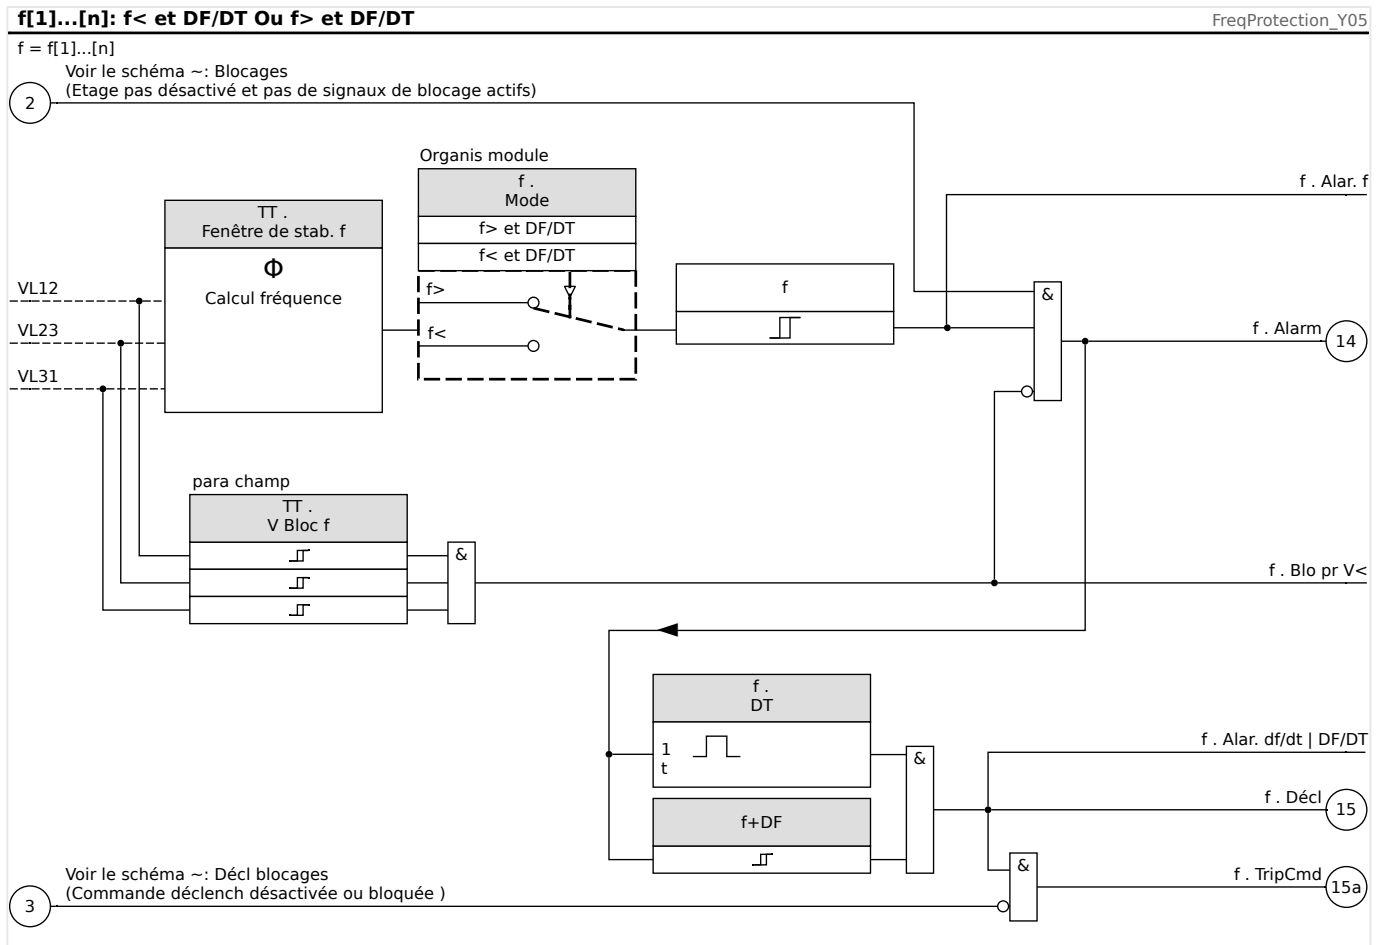 f[1]...[n]: f< et DF/DT Ou f> et DF/DT
FreqProtection_Y05
f = f[1]...[n]
Voir le schéma ~: Blocages
(Etage pas désactivé et pas de signaux de blocage actifs)
2
Organis module
f .
Mode
f> et DF/DT
f< et DF/DT
f>
f<
f . Alar. f
TT .
Fenêtre de stab. f
Φ
Calcul fréquence
VL12
VL23
VL31
f
&
f . Alarm
14
para champ
TT .
V Bloc f
&
f . Blo pr V<
f .
DT
1
t
&
f+DF
f . Alar. df/dt | DF/DT
f . Décl
15
Voir le schéma ~: Décl blocages
(Commande déclench désactivée ou bloquée )
3
&
f . TripCmd
15a